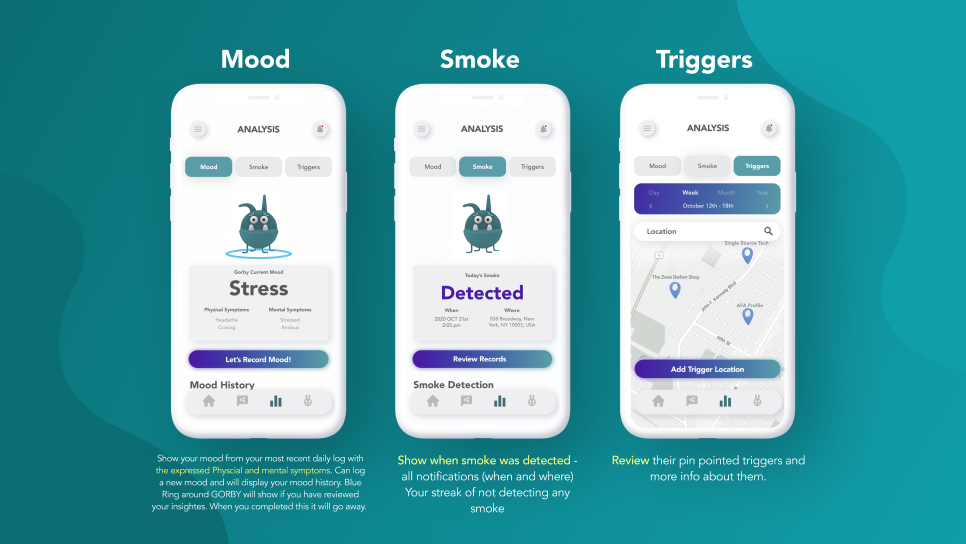 Mood
Smoke
Triggers
ANALYSIS
Mood Smoke Triggers
Gorby Current Mood
Stress
Physical Symptoms Mental Symptoms
Headache Stressed
Craving Anxious
Let's Record Mood!
Mood History
Show your mood from your most recent daily log with
the expressed Physcial and mental symptoms. Can log
a new mood and will display your mood history. Blue
Ring around GORBY will show if you have reviewed
your insightes. When you completed this it will go away.
ANALYSIS
Mood Smoke Triggers
Today's Smoke
Detected
When Where
2020 OCT 21st 838 Broadway, New
2:05 pm York, NY 10003, USA
Review Records
Smoke Detection
Show when smoke was detected -
all notifications (when and where)
Your streak of not detecting any
smoke
ANALYSIS
Mood Smoke Triggers
Day Week Month Year
October 12th - 18th
Location
Single Source Tech
The Zone Barber Shop
John F. Kennedy Blvd
AFA Profile
40th St
Add Trigger Location
Review their pin pointed triggers and
more info about them.